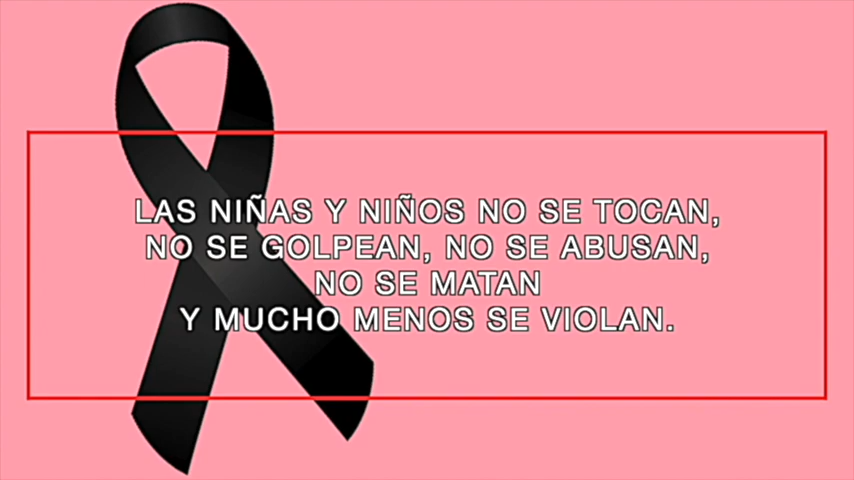 LAS NIÑAS Y NIÑOS NO SE TOCAN,
NO SE GOLPEAN, NO SE ABUSAN,
NO SE MATAN
Y MUCHO MENOS SE VIOLAN.